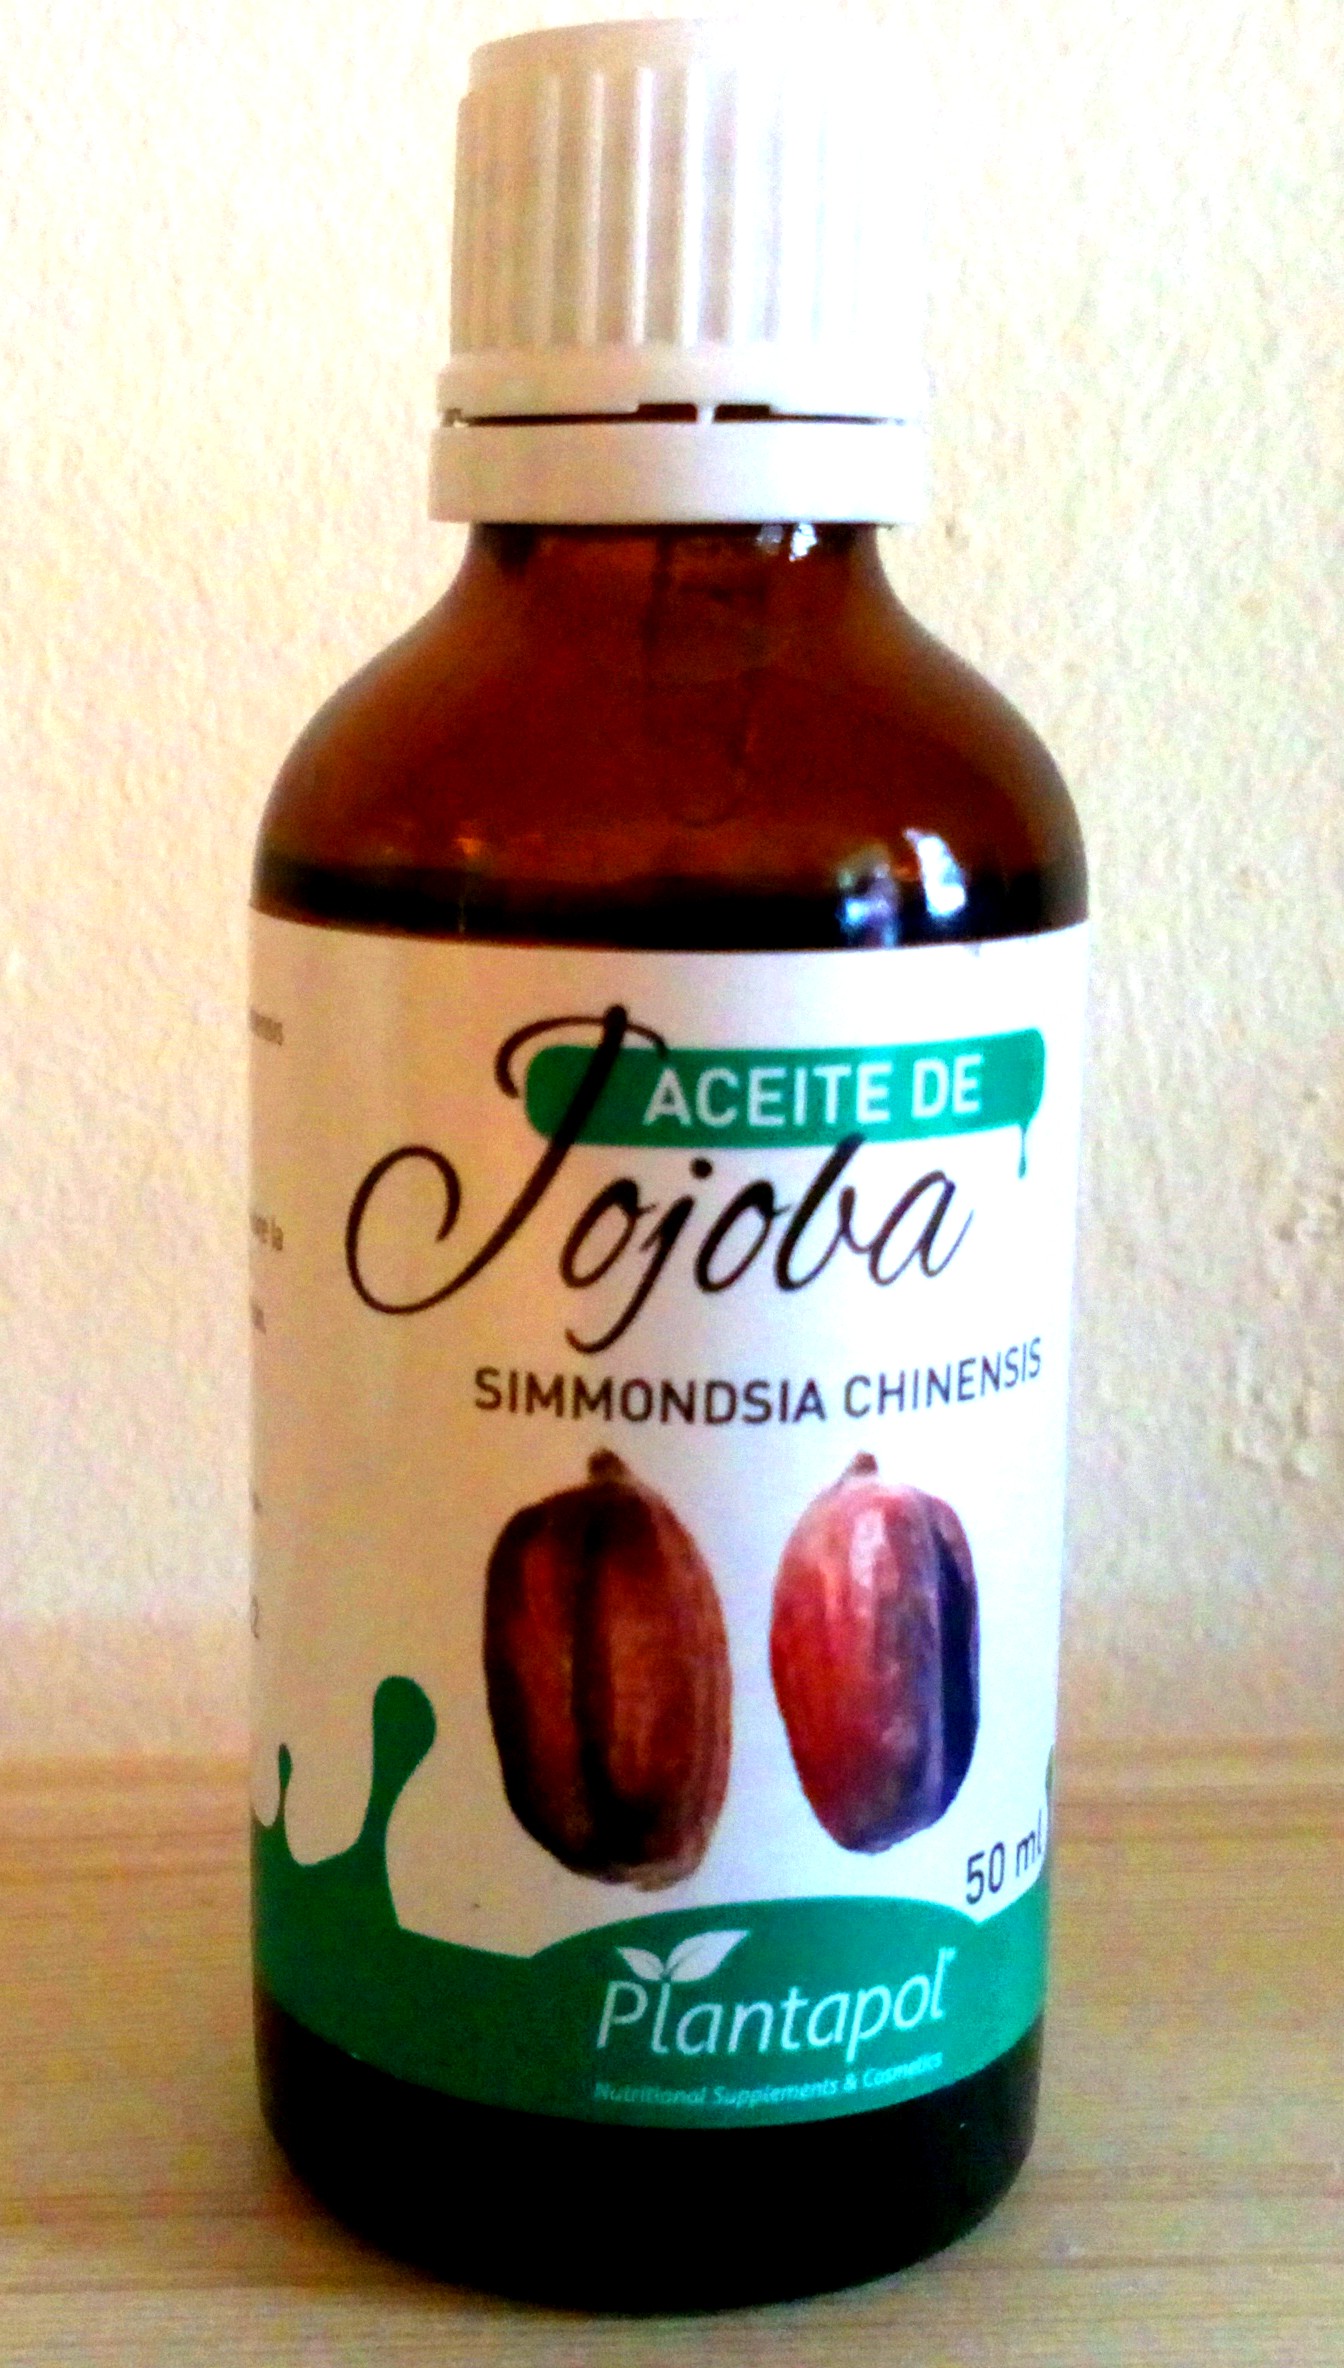 ACEITE DE
Jojoba
SIMMONDSIA CHINENSIS
50 ml
Plantapol
Nutritional Supplements & Cosmetics